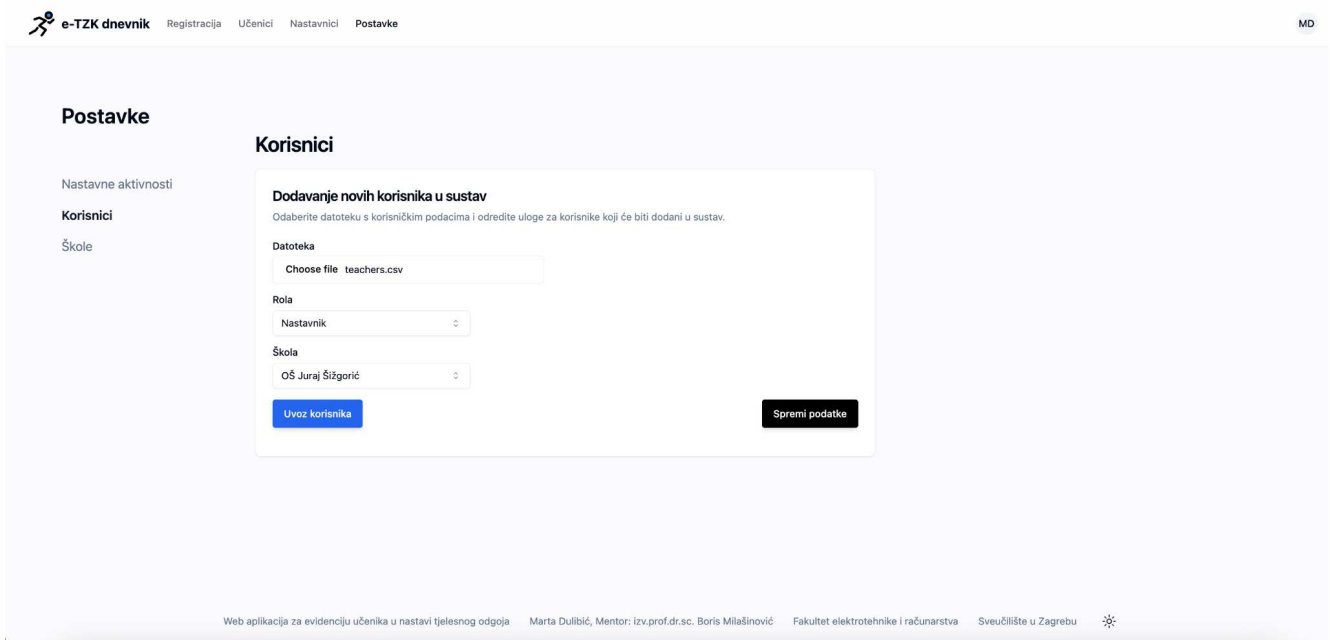 e-TZK dnevnik Registracija Učenici Nastavnici Postavke MD
Postavke
Nastavne aktivnosti
Korisnici
Škole
Korisnici
Dodavanje novih korisnika u sustav
Odaberite datoteku s korisničkim podacima i odredite uloge za korisnike koji će biti dodani u sustav.
Datoteka
Choose file teachers.csv
Rola
Nastavnik
Škola
OŠ Juraj Šižgorić
Uvoz korisnika Spremi podatke
Web aplikacija za evidenciju učenika u nastavi tjelesnog odgoja Marta Dulibić, Mentor: izv.prof.dr.sc. Boris Milašinović Fakultet elektrotehnike i računarstva Sveučilište u Zagrebu